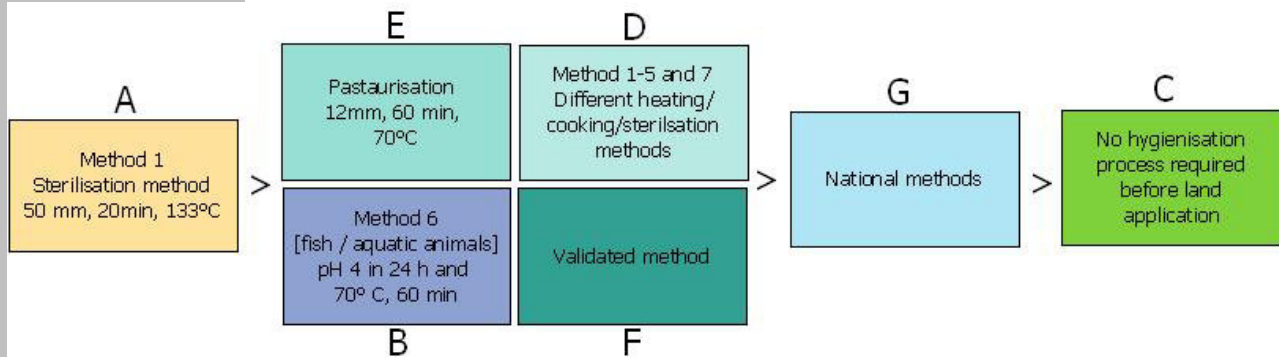 A
Method 1
Sterilisation method
50 mm, 20min, 133ºC
>
E
Pastaurisation
12mm, 60 min,
70ºC
Method 6
[fish / aquatic animals]
pH 4 in 24 h and
70º C, 60 min
B
D
Method 1-5 and 7
Different heating/
cooking/sterilsation
methods
Validated method
F
>
G
National methods
>
C
No hygienisation
process required
before land
application